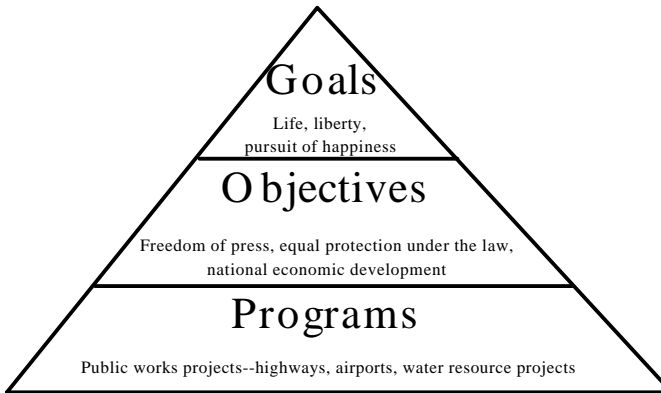 Goals
Life, liberty,
pursuit of happiness
Objectives
Freedom of press, equal protection under the law,
national economic development
Programs
Public works projects--highways, airports, water resource projects